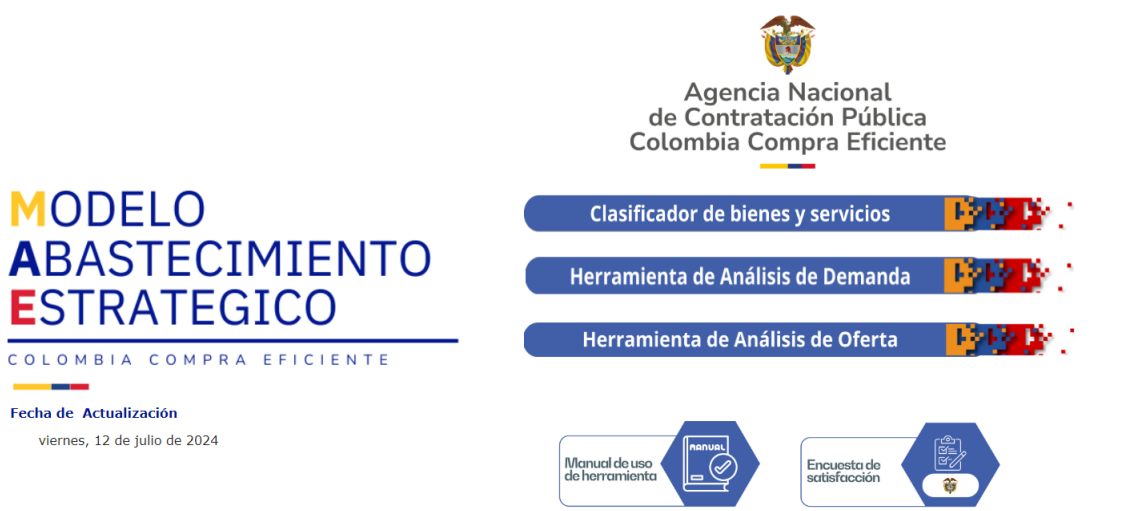 Agencia Nacional
de Contratación Pública
Colombia Compra Eficiente
MODELO
ABASTECIMIENTO
ESTRATEGICO
COLOMBIA COMPRA EFICIENTE
Fecha de Actualización
viernes, 12 de julio de 2024
Clasificador de bienes y servicios
Herramienta de Análisis de Demanda
Herramienta de Análisis de Oferta
Manual de uso
de herramienta
MANUAL
Encuesta de
satisfacción